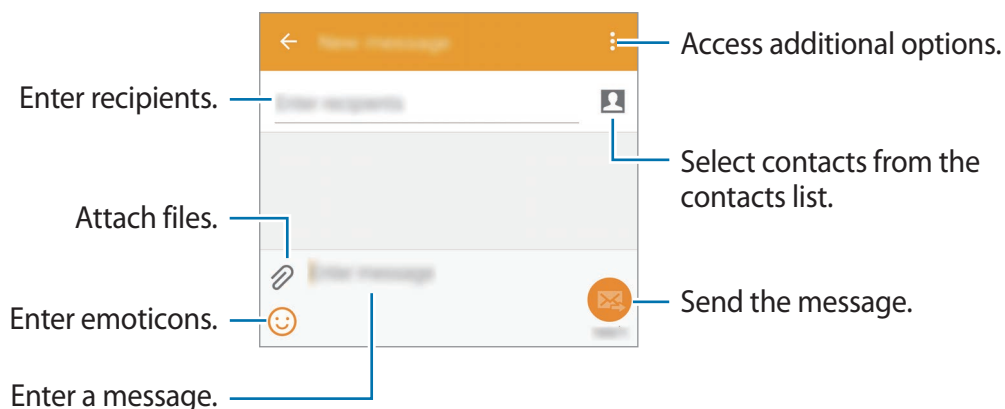 Access additional options.
Enter recipients.
Select contacts from the
contacts list.
Attach files.
Send the message.
Enter emoticons.
Enter a message.